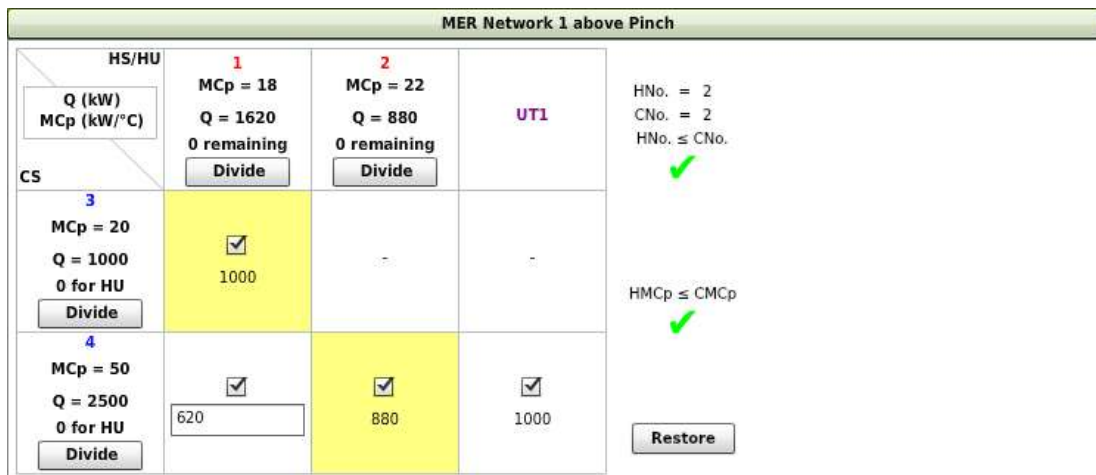 MER Network 1 above Pinch
HS/HU
Q (kW)
MCp (kW/°C)
CS
1
MCp = 18
Q = 1620
0 remaining
Divide
2
MCp = 22
Q = 880
0 remaining
Divide
UT1
HNo. = 2
CNo. = 2
HNo. ≤ CNo.
3
MCp = 20
Q = 1000
0 for HU
Divide
1000
-
-
HMCp ≤ CMCp
4
MCp = 50
Q = 2500
0 for HU
Divide
620
880
1000
Restore